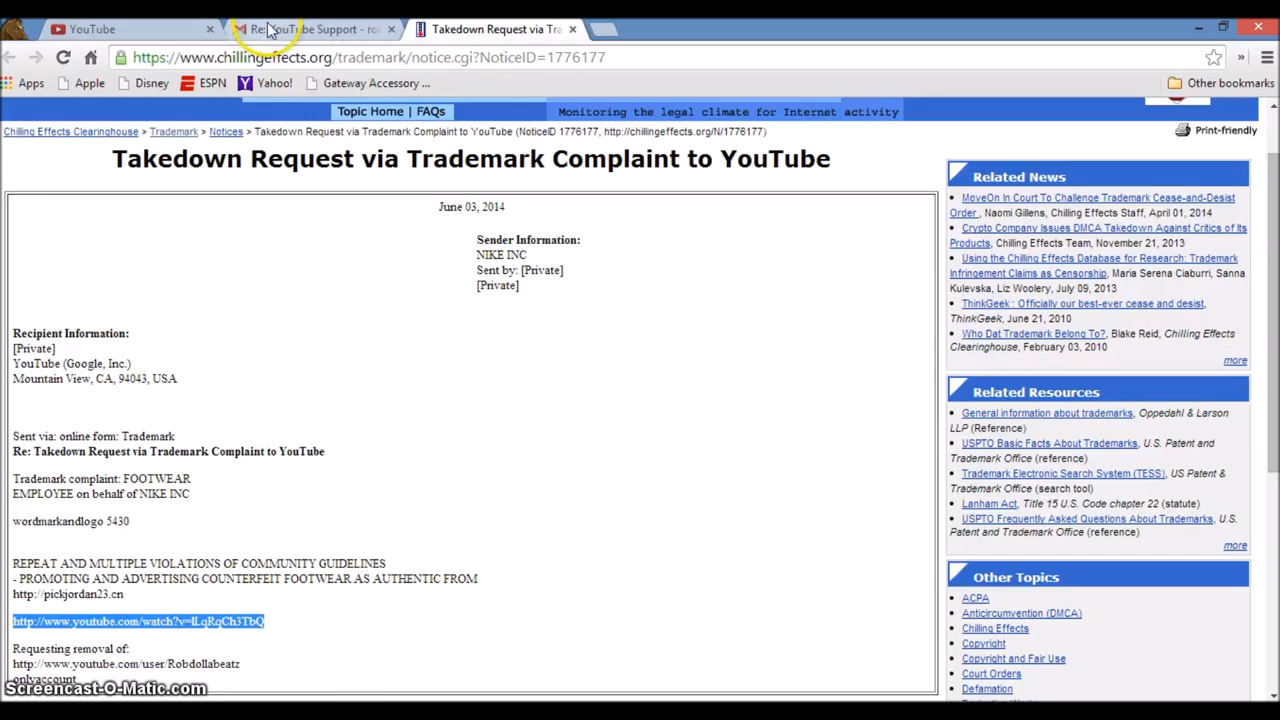 YouTube
Re: YouTube Support - ro
Takedown Request via Tra
https://www.chillingeffects.org/trademark/notice.cgi?NoticeID=1776177
Apps
Apple
Disney
ESPN
Yahoo!
Gateway Accessory ...
Other bookmarks
Topic Home | FAQs
Monitoring the legal climate for Internet activity
Chilling Effects Clearinghouse > Trademark > Notices > Takedown Request via Trademark Complaint to YouTube (NoticeID 1776177, http://chillingeffects.org/N/1776177)
Print-friendly
Takedown Request via Trademark Complaint to YouTube
June 03, 2014
Sender Information:
NIKE INC
Sent by: [Private]
[Private]
Recipient Information:
[Private]
YouTube (Google, Inc.)
Mountain View, CA, 94043, USA
Sent via: online form: Trademark
Re: Takedown Request via Trademark Complaint to YouTube
Trademark complaint: FOOTWEAR
EMPLOYEE on behalf of NIKE INC
wordmarkandlogo 5430
REPEAT AND MULTIPLE VIOLATIONS OF COMMUNITY GUIDELINES
- PROMOTING AND ADVERTISING COUNTERFEIT FOOTWEAR AS AUTHENTIC FROM
http://pickjordan23.cn
http://www.youtube.com/watch?v=lLqRqCh3TbQ
Requesting removal of:
http://www.youtube.com/user/Robdollabeatz
onlyaccount
Related News
MoveOn In Court To Challenge Trademark Cease-and-Desist
Order , Naomi Gillens, Chilling Effects Staff, April 01, 2014
Crypto Company Issues DMCA Takedown Against Critics of Its
Products, Chilling Effects Team, November 21, 2013
Using the Chilling Effects Database for Research: Trademark
Infringement Claims as Censorship, Maria Serena Ciaburri, Sanna
Kulevska, Liz Woolery, July 09, 2013
ThinkGeek : Officially our best-ever cease and desist,
ThinkGeek, June 21, 2010
Who Dat Trademark Belong To?, Blake Reid, Chilling Effects
Clearinghouse, February 03, 2010
more
Related Resources
General information about trademarks, Oppedahl & Larson
LLP (Reference)
USPTO Basic Facts About Trademarks, U.S. Patent and
Trademark Office (reference)
Trademark Electronic Search System (TESS), US Patent &
Trademark Office (search tool)
Lanham Act, Title 15 U.S. Code chapter 22 (statute)
USPTO Frequently Asked Questions About Trademarks, U.S.
Patent and Trademark Office (reference)
more
Other Topics
ACPA
Anticircumvention (DMCA)
Chilling Effects
Copyright
Copyright and Fair Use
Court Orders
Defamation
Screencast-O-Matic.com